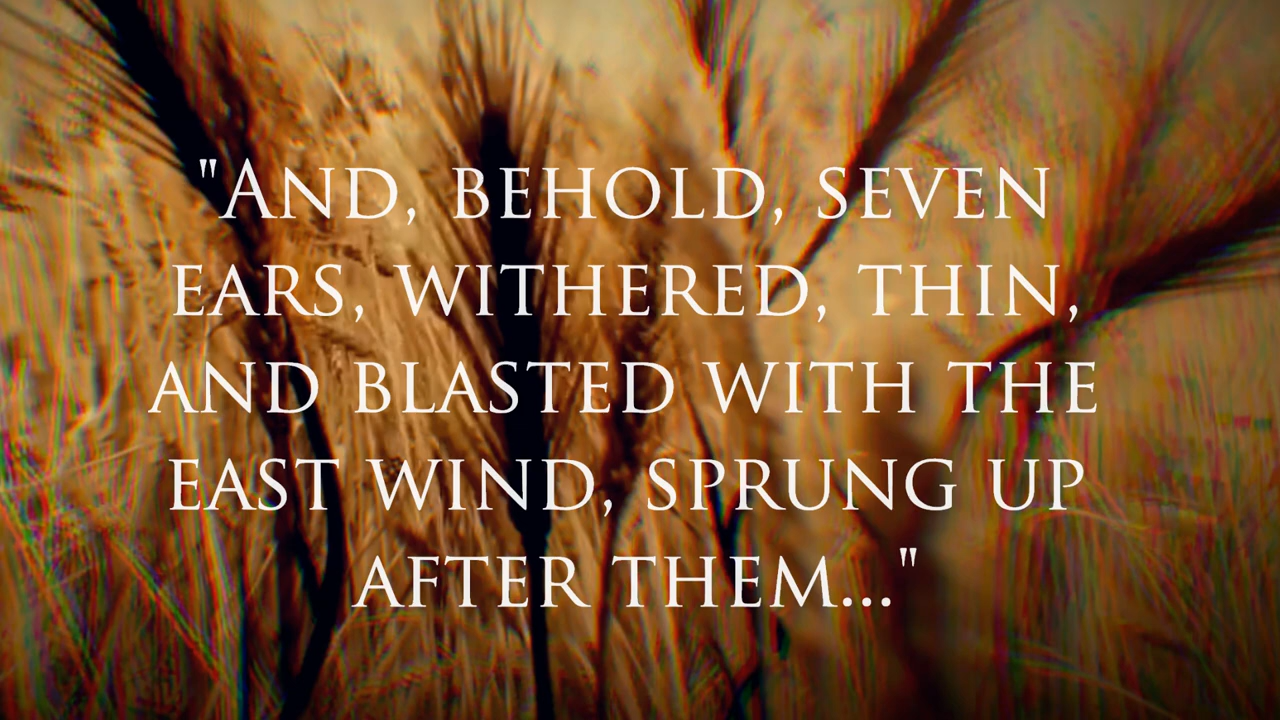 "And, behold, seven
ears, withered, thin,
and blasted with the
east wind, sprung up
after them..."